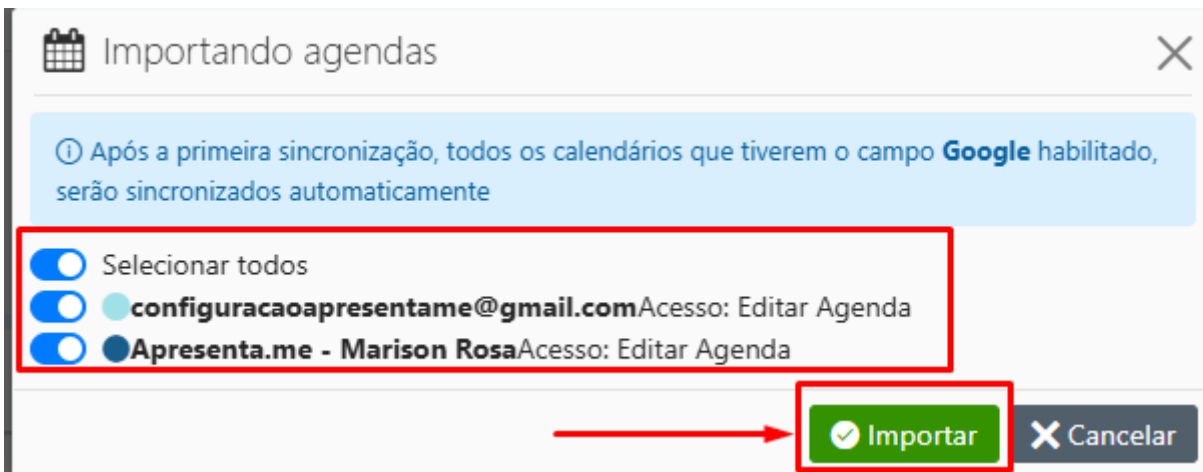 Importando agendas
Após a primeira sincronização, todos os calendários que tiverem o campo Google habilitado,
serão sincronizados automaticamente
Selecionar todos
configuracaoapresentame@gmail.comAcesso: Editar Agenda
Apresenta.me - Marison RosaAcesso: Editar Agenda
Importar
Cancelar